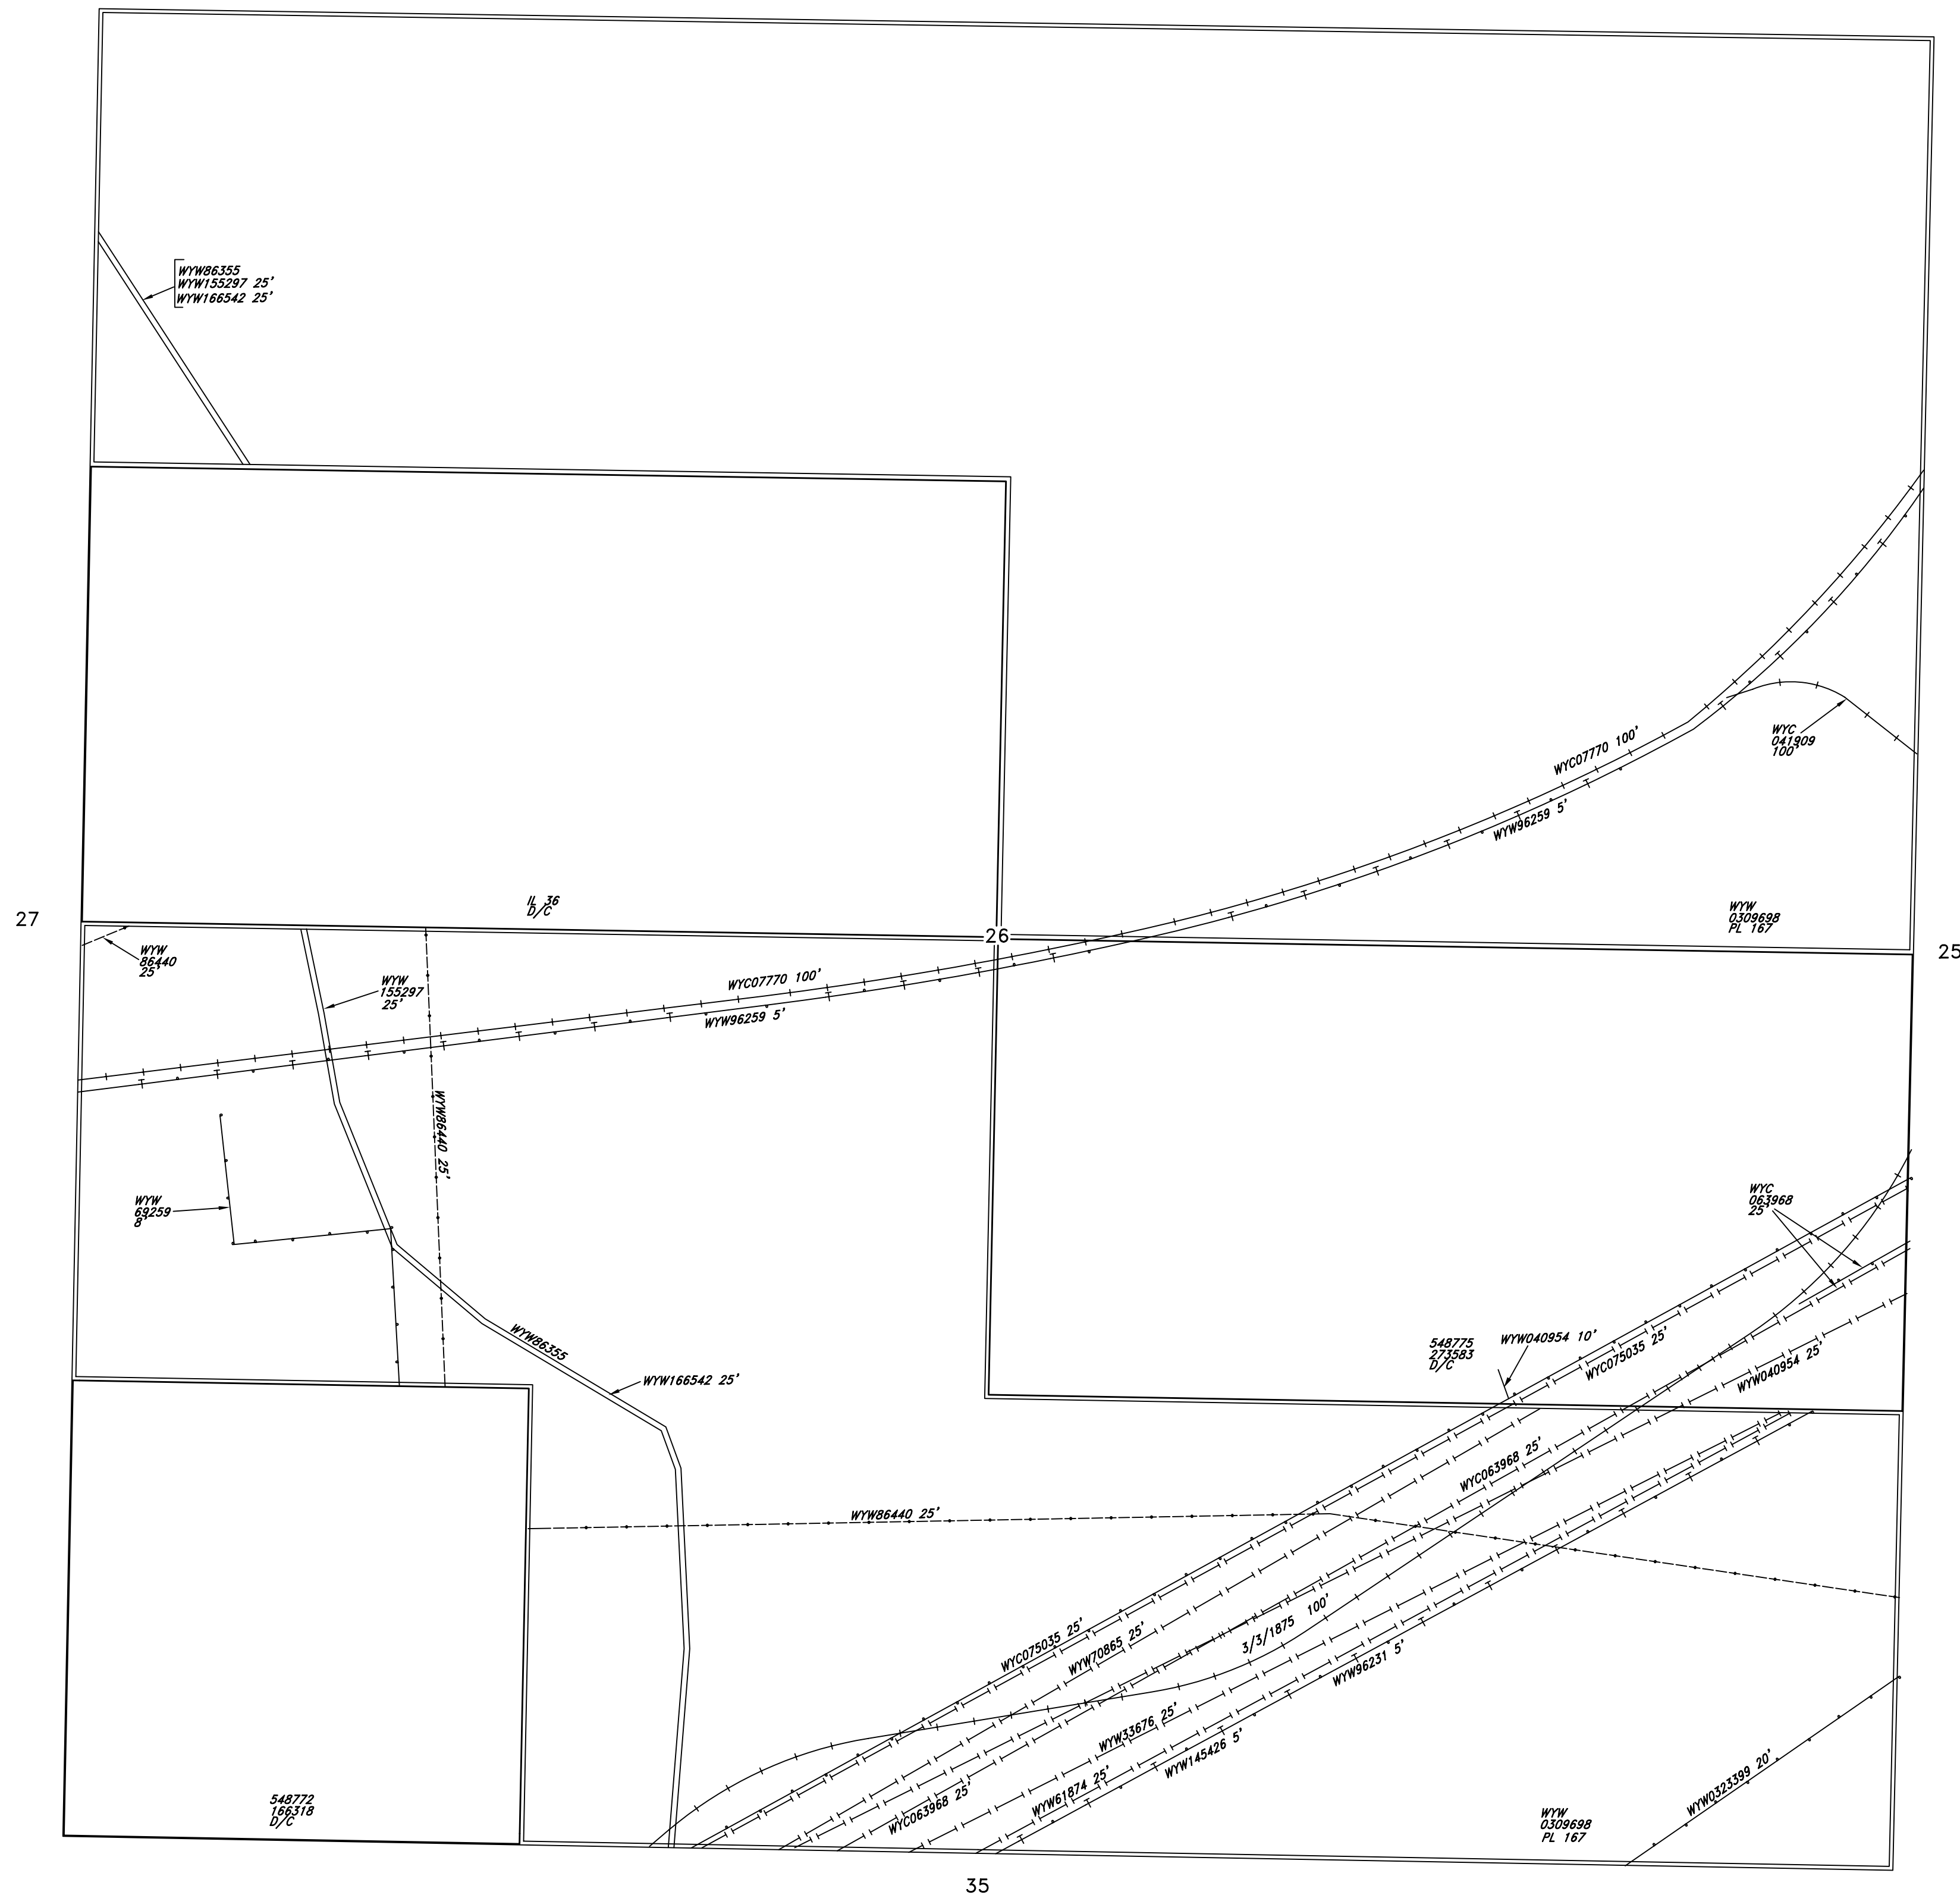 WYW86355
WYW155297 25'
WYW166542 25'
WYC07770 100'
WYC
041909
100'
WYW96259 5'
IL 36
D/C
WYW
0309698
PL 167
27
26
25
WYW
86440
25'
WYW
155297
25'
WYC07770 100'
WYW96259 5'
WYW86440 25'
WYW
69259
8'
WYC
063968
25'
WYW86355
WYW166542 25'
548775
273583
D/C
WYW040954 10'
WYC075035 25'
WYW040954 25'
WYC063968 25'
WYW86440 25'
WYC075035 25'
WYW70865 25'
3/3/1875 100'
WYW96231 5'
WYW33676 25'
WYW145426 5'
WYW61874 25'
WYC063968 25'
WYW0323399 20'
548772
166318
D/C
WYW
0309698
PL 167
35